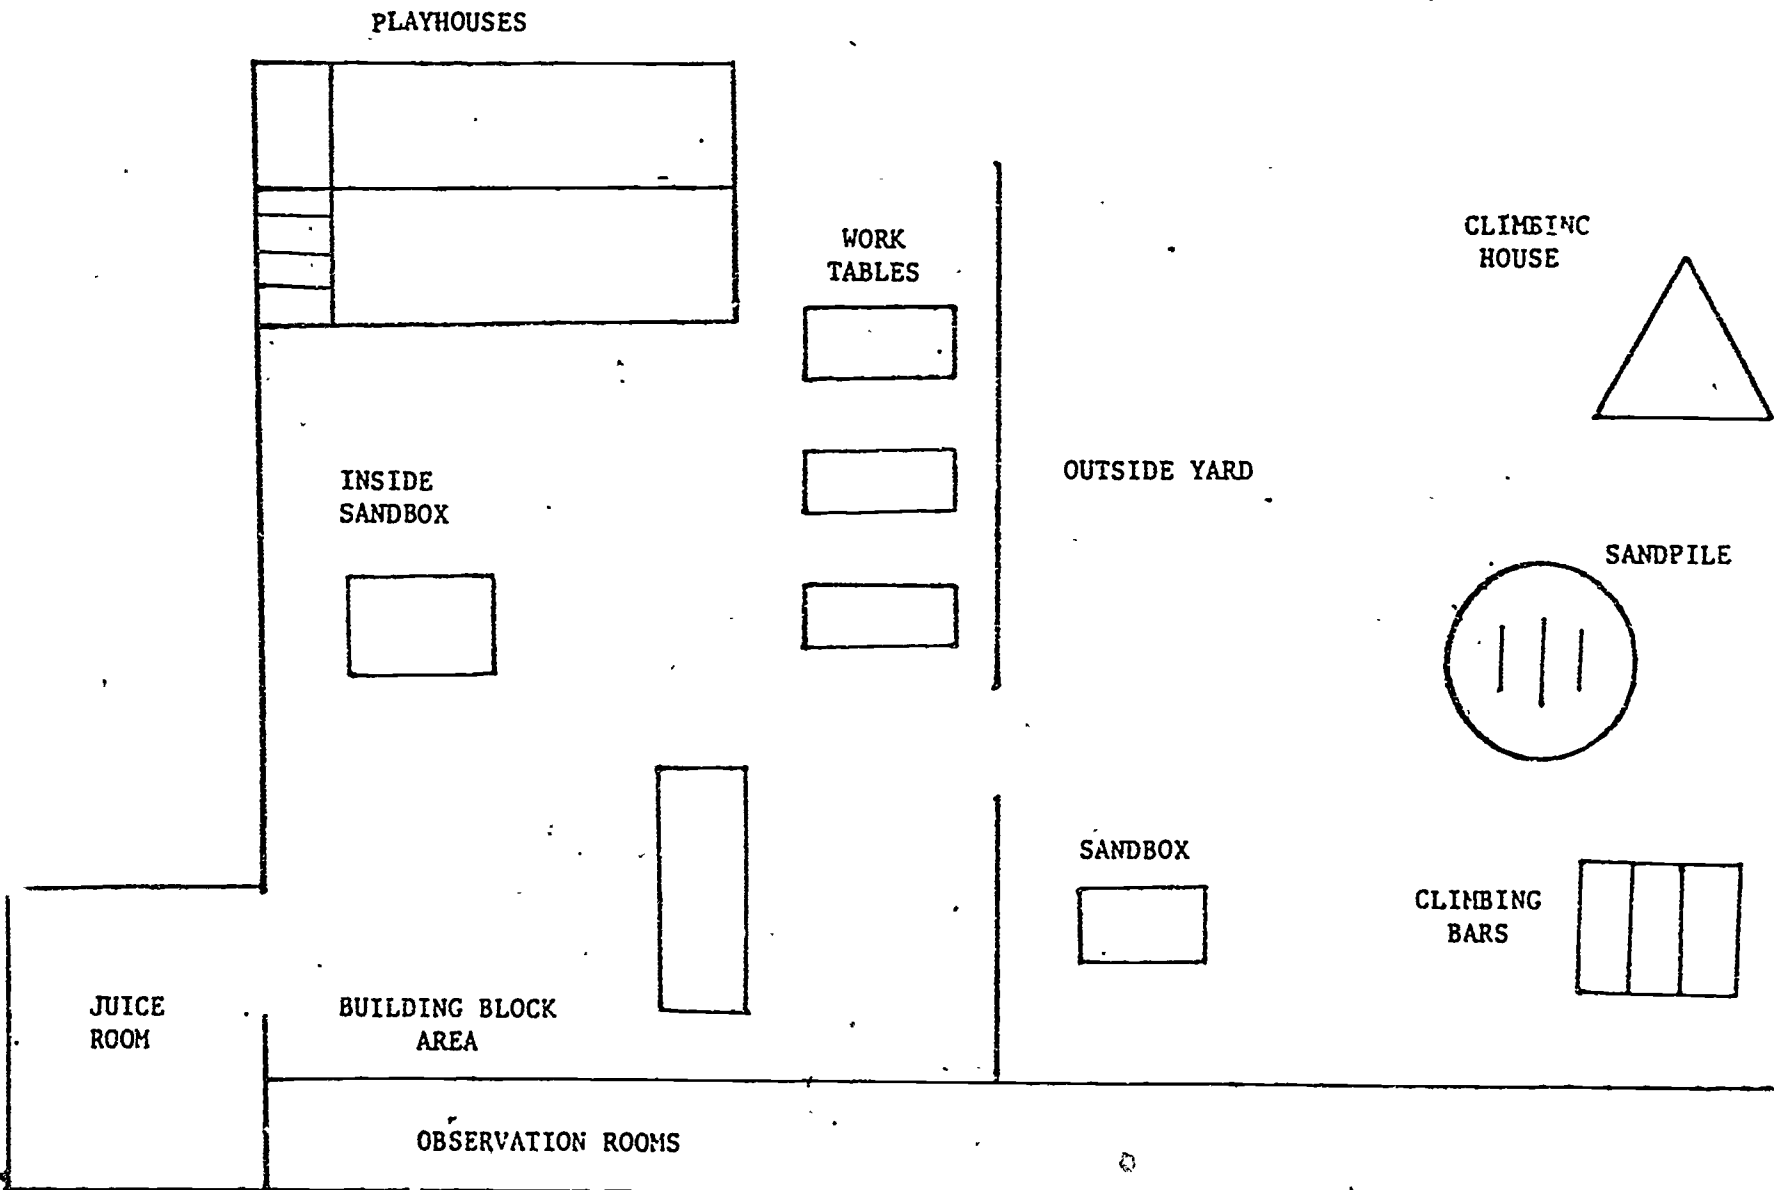 PLAYHOUSES
WORK
TABLES
CLIMBINC
HOUSE
INSIDE
SANDBOX
OUTSIDE YARD
SANDPILE
SANDBOX
CLIMBING
BARS
JUICE
ROOM
BUILDING BLOCK
AREA
OBSERVATION ROOMS